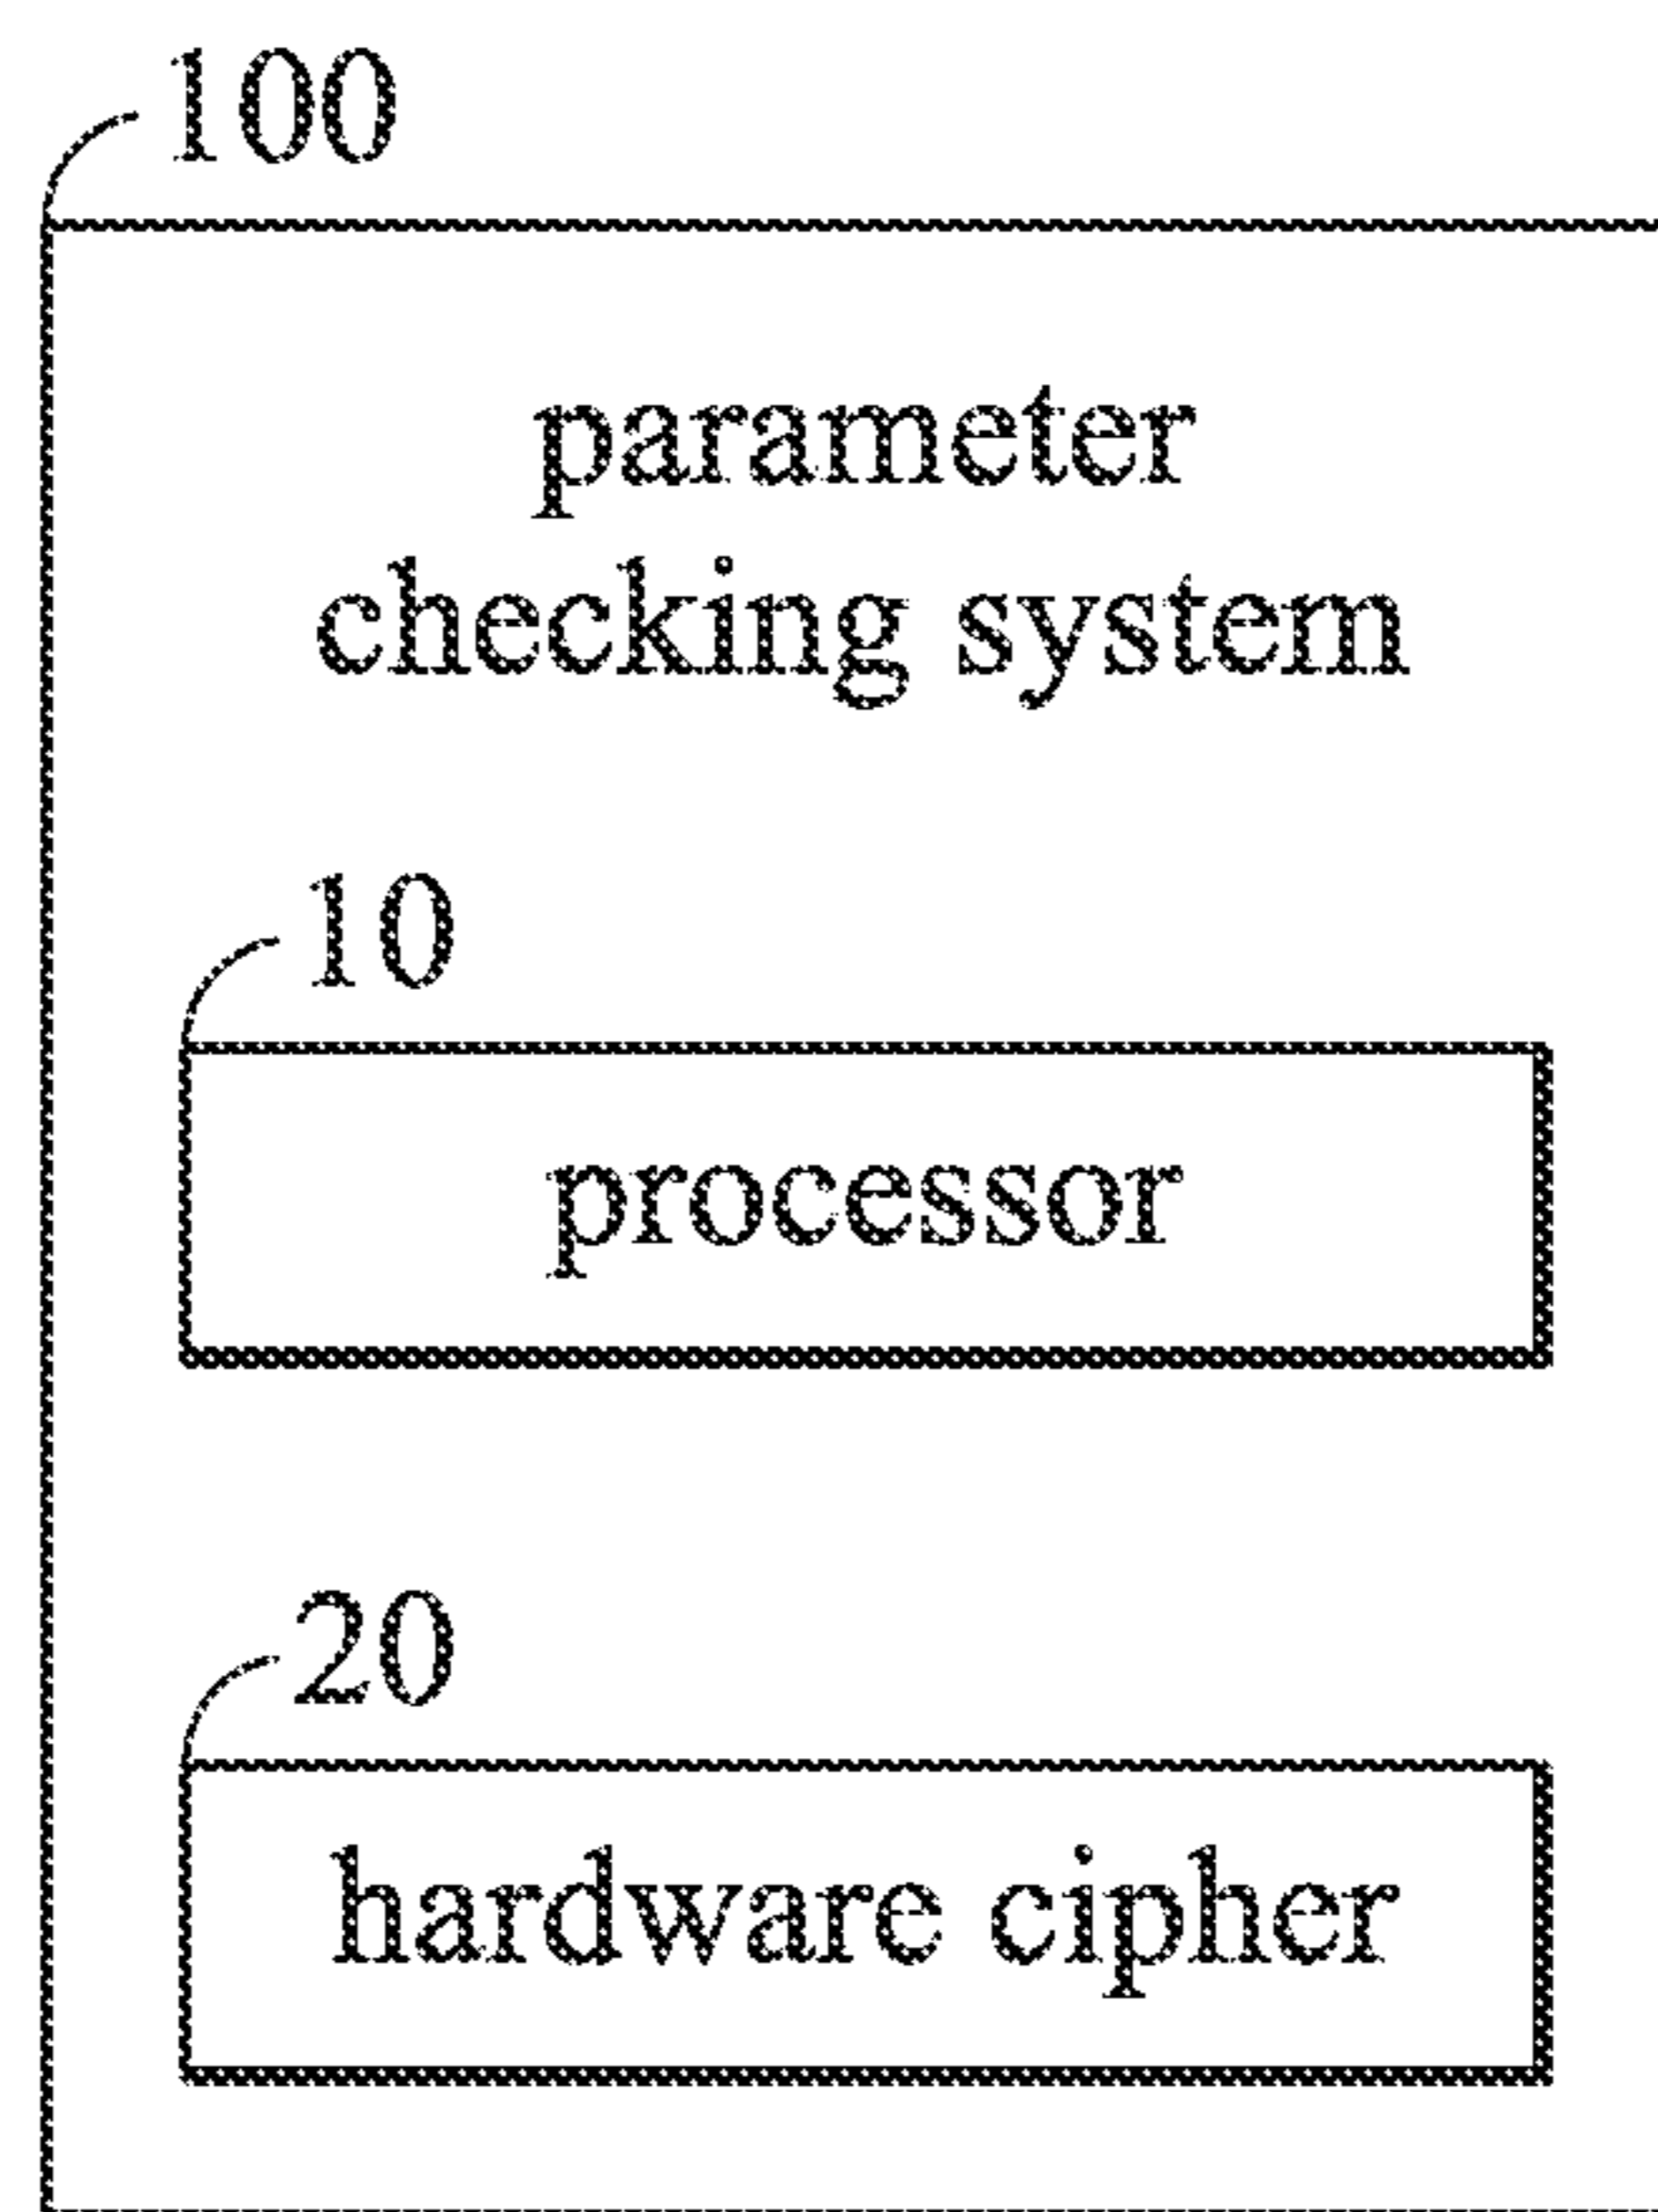 100
parameter
checking system
10
processor
20
hardware cipher